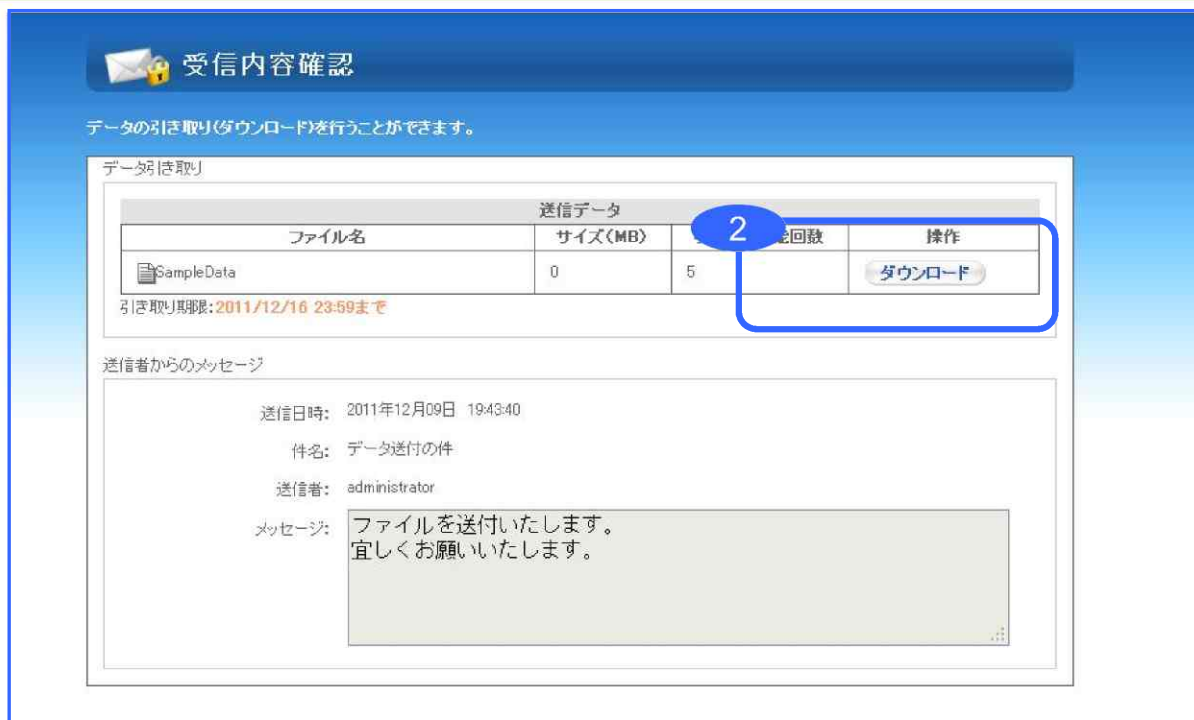 受信内容確認
データの引き取り(ダウンロード)を行うことができます。
データ引き取り
送信データ
ファイル名 サイズ(MB) 2 回数 操作
SampleData 0 5 ダウンロード
引き取り期限:2011/12/16 23:59まで
送信者からのメッセージ
送信日時: 2011年12月09日 19:43:40
件名: データ送付の件
送信者: administrator
メッセージ: ファイルを送付いたします。
宜しくお願いいたします。